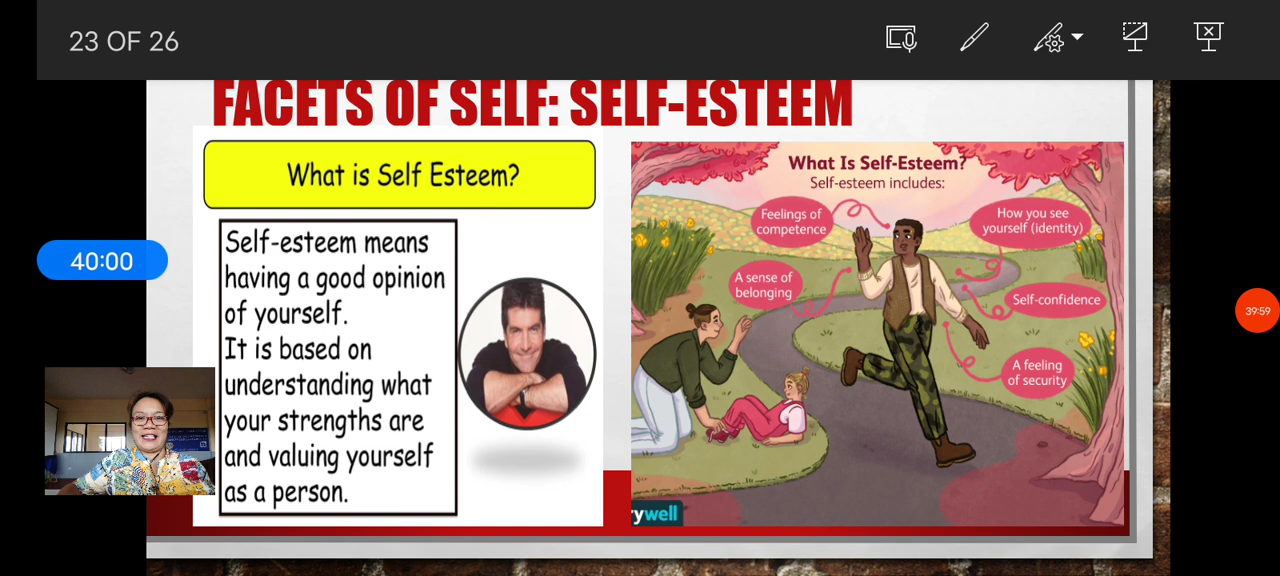 23 OF 26
FACETS OF SELF: SELF-ESTEEM
What is Self Esteem?
Self-esteem means
having a good opinion
of yourself.
It is based on
understanding what
your strengths are
and valuing yourself
as a person.
What Is Self-Esteem?
Self-esteem includes:
Feelings of
competence
How you see
yourself (identity)
A sense of
belonging
Self-confidence
A feeling
of security
rywell
40:00
39:59